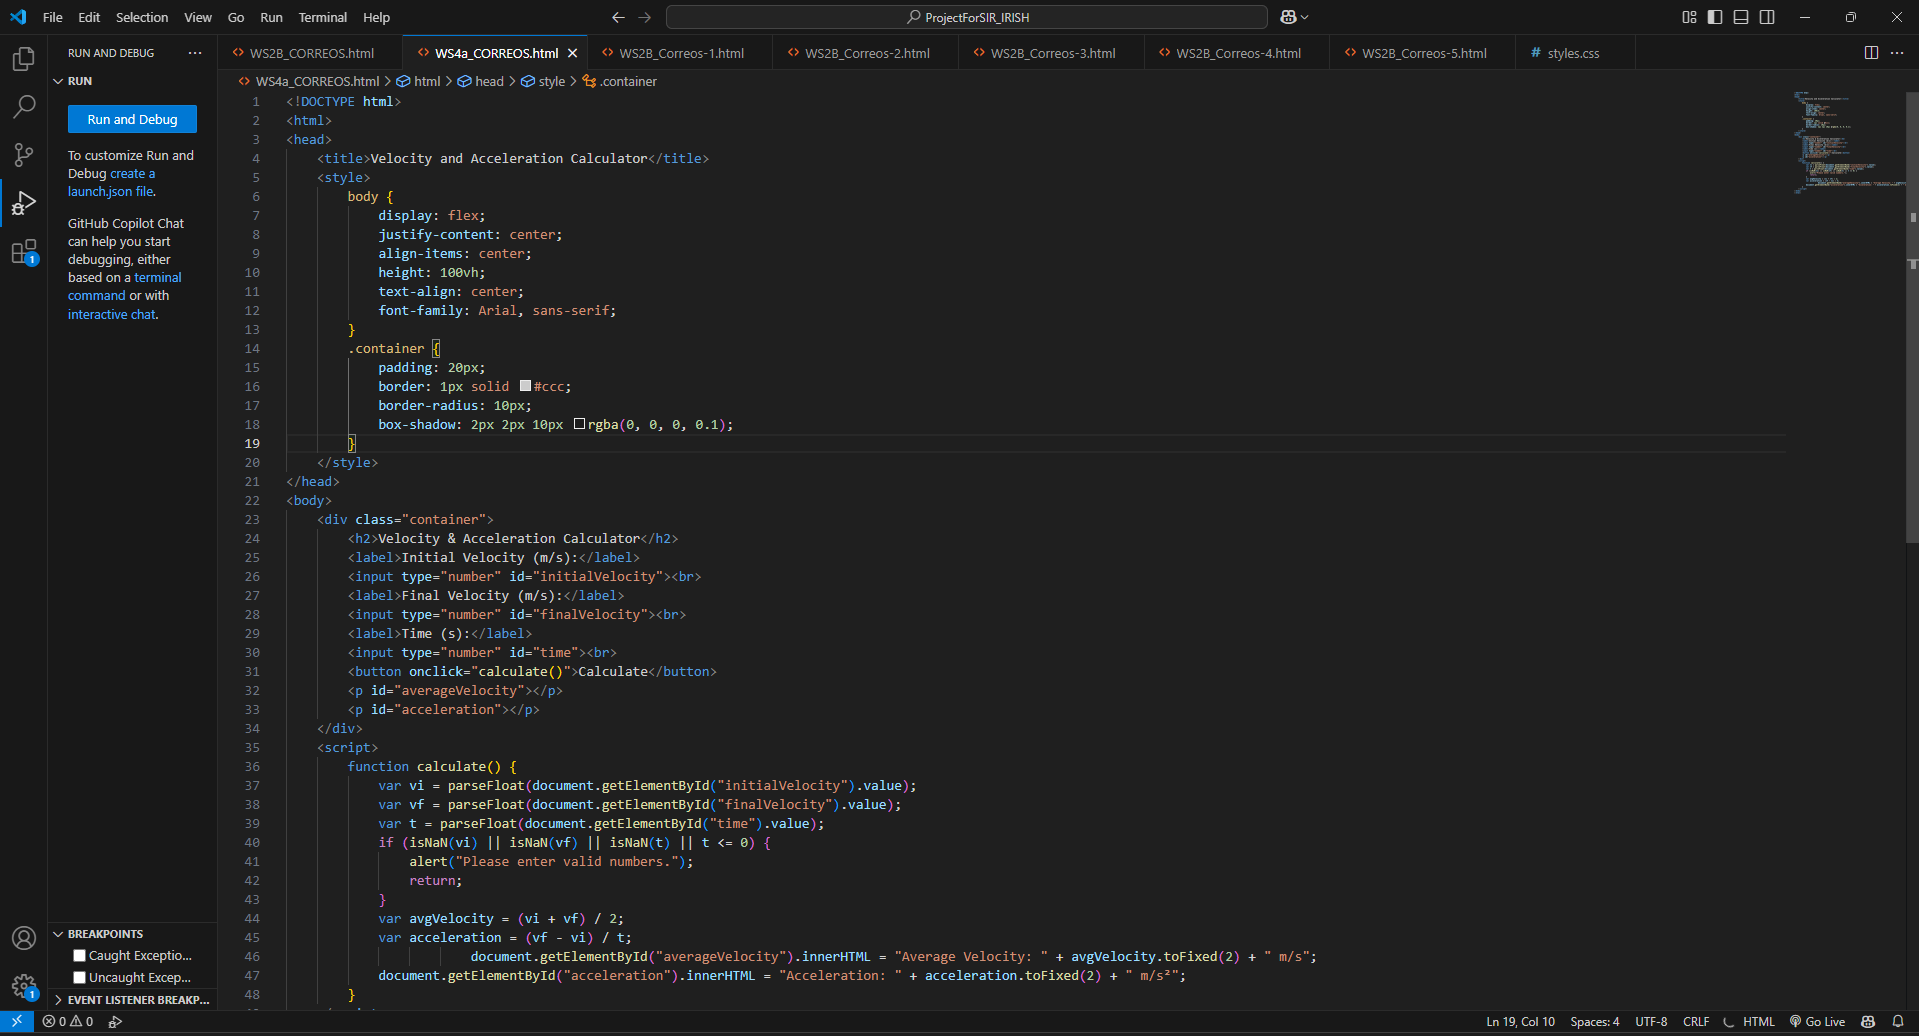 File Edit Selection View Go Run Terminal Help
ProjectForSIR_IRISH
RUN AND DEBUG
RUN
Run and Debug
To customize Run and
Debug create a
launch.json file.
GitHub Copilot Chat
can help you start
debugging, either
based on a terminal
command or with
interactive chat.
1
BREAKPOINTS
Caught Exceptio...
Uncaught Excep...
EVENT LISTENER BREAKP...
1
WS2B_CORREOS.html WS4a_CORREOS.html WS2B_Correos-1.html WS2B_Correos-2.html WS2B_Correos-3.html WS2B_Correos-4.html WS2B_Correos-5.html # styles.css
WS4a_CORREOS.html > html > head > style > .container
1 <!DOCTYPE html>
2 <html>
3 <head>
4 <title>Velocity and Acceleration Calculator</title>
5 <style>
6 body {
7 display: flex;
8 justify-content: center;
9 align-items: center;
10 height: 100vh;
11 text-align: center;
12 font-family: Arial, sans-serif;
13 }
14 .container {
15 padding: 20px;
16 border: 1px solid #ccc;
17 border-radius: 10px;
18 box-shadow: 2px 2px 10px rgba(0, 0, 0, 0.1);
19 }
20 </style>
21 </head>
22 <body>
23 <div class="container">
24 <h2>Velocity & Acceleration Calculator</h2>
25 <label>Initial Velocity (m/s):</label>
26 <input type="number" id="initialVelocity"><br>
27 <label>Final Velocity (m/s):</label>
28 <input type="number" id="finalVelocity"><br>
29 <label>Time (s):</label>
30 <input type="number" id="time"><br>
31 <button onclick="calculate()">Calculate</button>
32 <p id="averageVelocity"></p>
33 <p id="acceleration"></p>
34 </div>
35 <script>
36 function calculate() {
37 var vi = parseFloat(document.getElementById("initialVelocity").value);
38 var vf = parseFloat(document.getElementById("finalVelocity").value);
39 var t = parseFloat(document.getElementById("time").value);
40 if (isNaN(vi) || isNaN(vf) || isNaN(t) || t <= 0) {
41 alert("Please enter valid numbers.");
42 return;
43 }
44 var avgVelocity = (vi + vf) / 2;
45 var acceleration = (vf - vi) / t;
46 document.getElementById("averageVelocity").innerHTML = "Average Velocity: " + avgVelocity.toFixed(2) + " m/s";
47 document.getElementById("acceleration").innerHTML = "Acceleration: " + acceleration.toFixed(2) + " m/s²";
48 }
0 0
Ln 19, Col 10 Spaces: 4 UTF-8 CRLF HTML Go Live